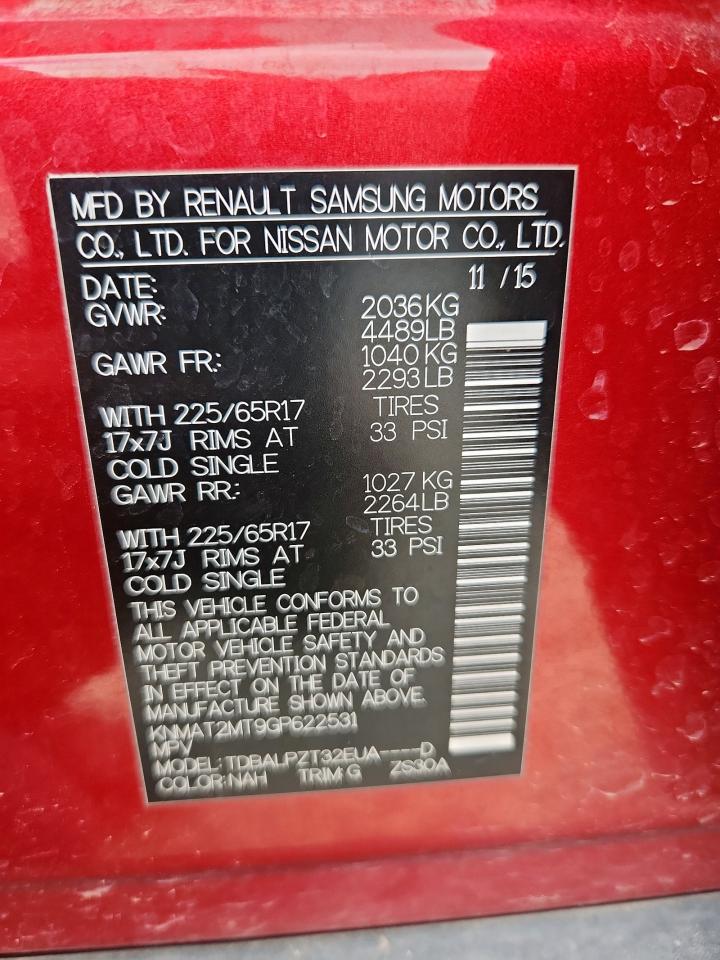 MFD BY RENAULT SAMSUNG MOTORS
CO., LTD. FOR NISSAN MOTOR CO., LTD.
DATE: 11 / 15
GVWR: 2036KG
4489LB
GAWR FR.: 1040KG
2293LB
WITH 225/65R17 TIRES
17x7J RIMS AT 33 PSI
COLD SINGLE
GAWR RR.: 1027 KG
2264LB
WITH 225/65R17 TIRES
17x7J RIMS AT 33 PSI
COLD SINGLE
THIS VEHICLE CONFORMS TO
ALL APPLICABLE FEDERAL
MOTOR VEHICLE SAFETY AND
THEFT PREVENTION STANDARDS
IN EFFECT ON THE DATE OF
MANUFACTURE SHOWN ABOVE.
KNMAT2MT9GP622531
MPV
MODEL: TDBALPZT32EUA----D
COLOR:NAH TRIM:G ZS30A